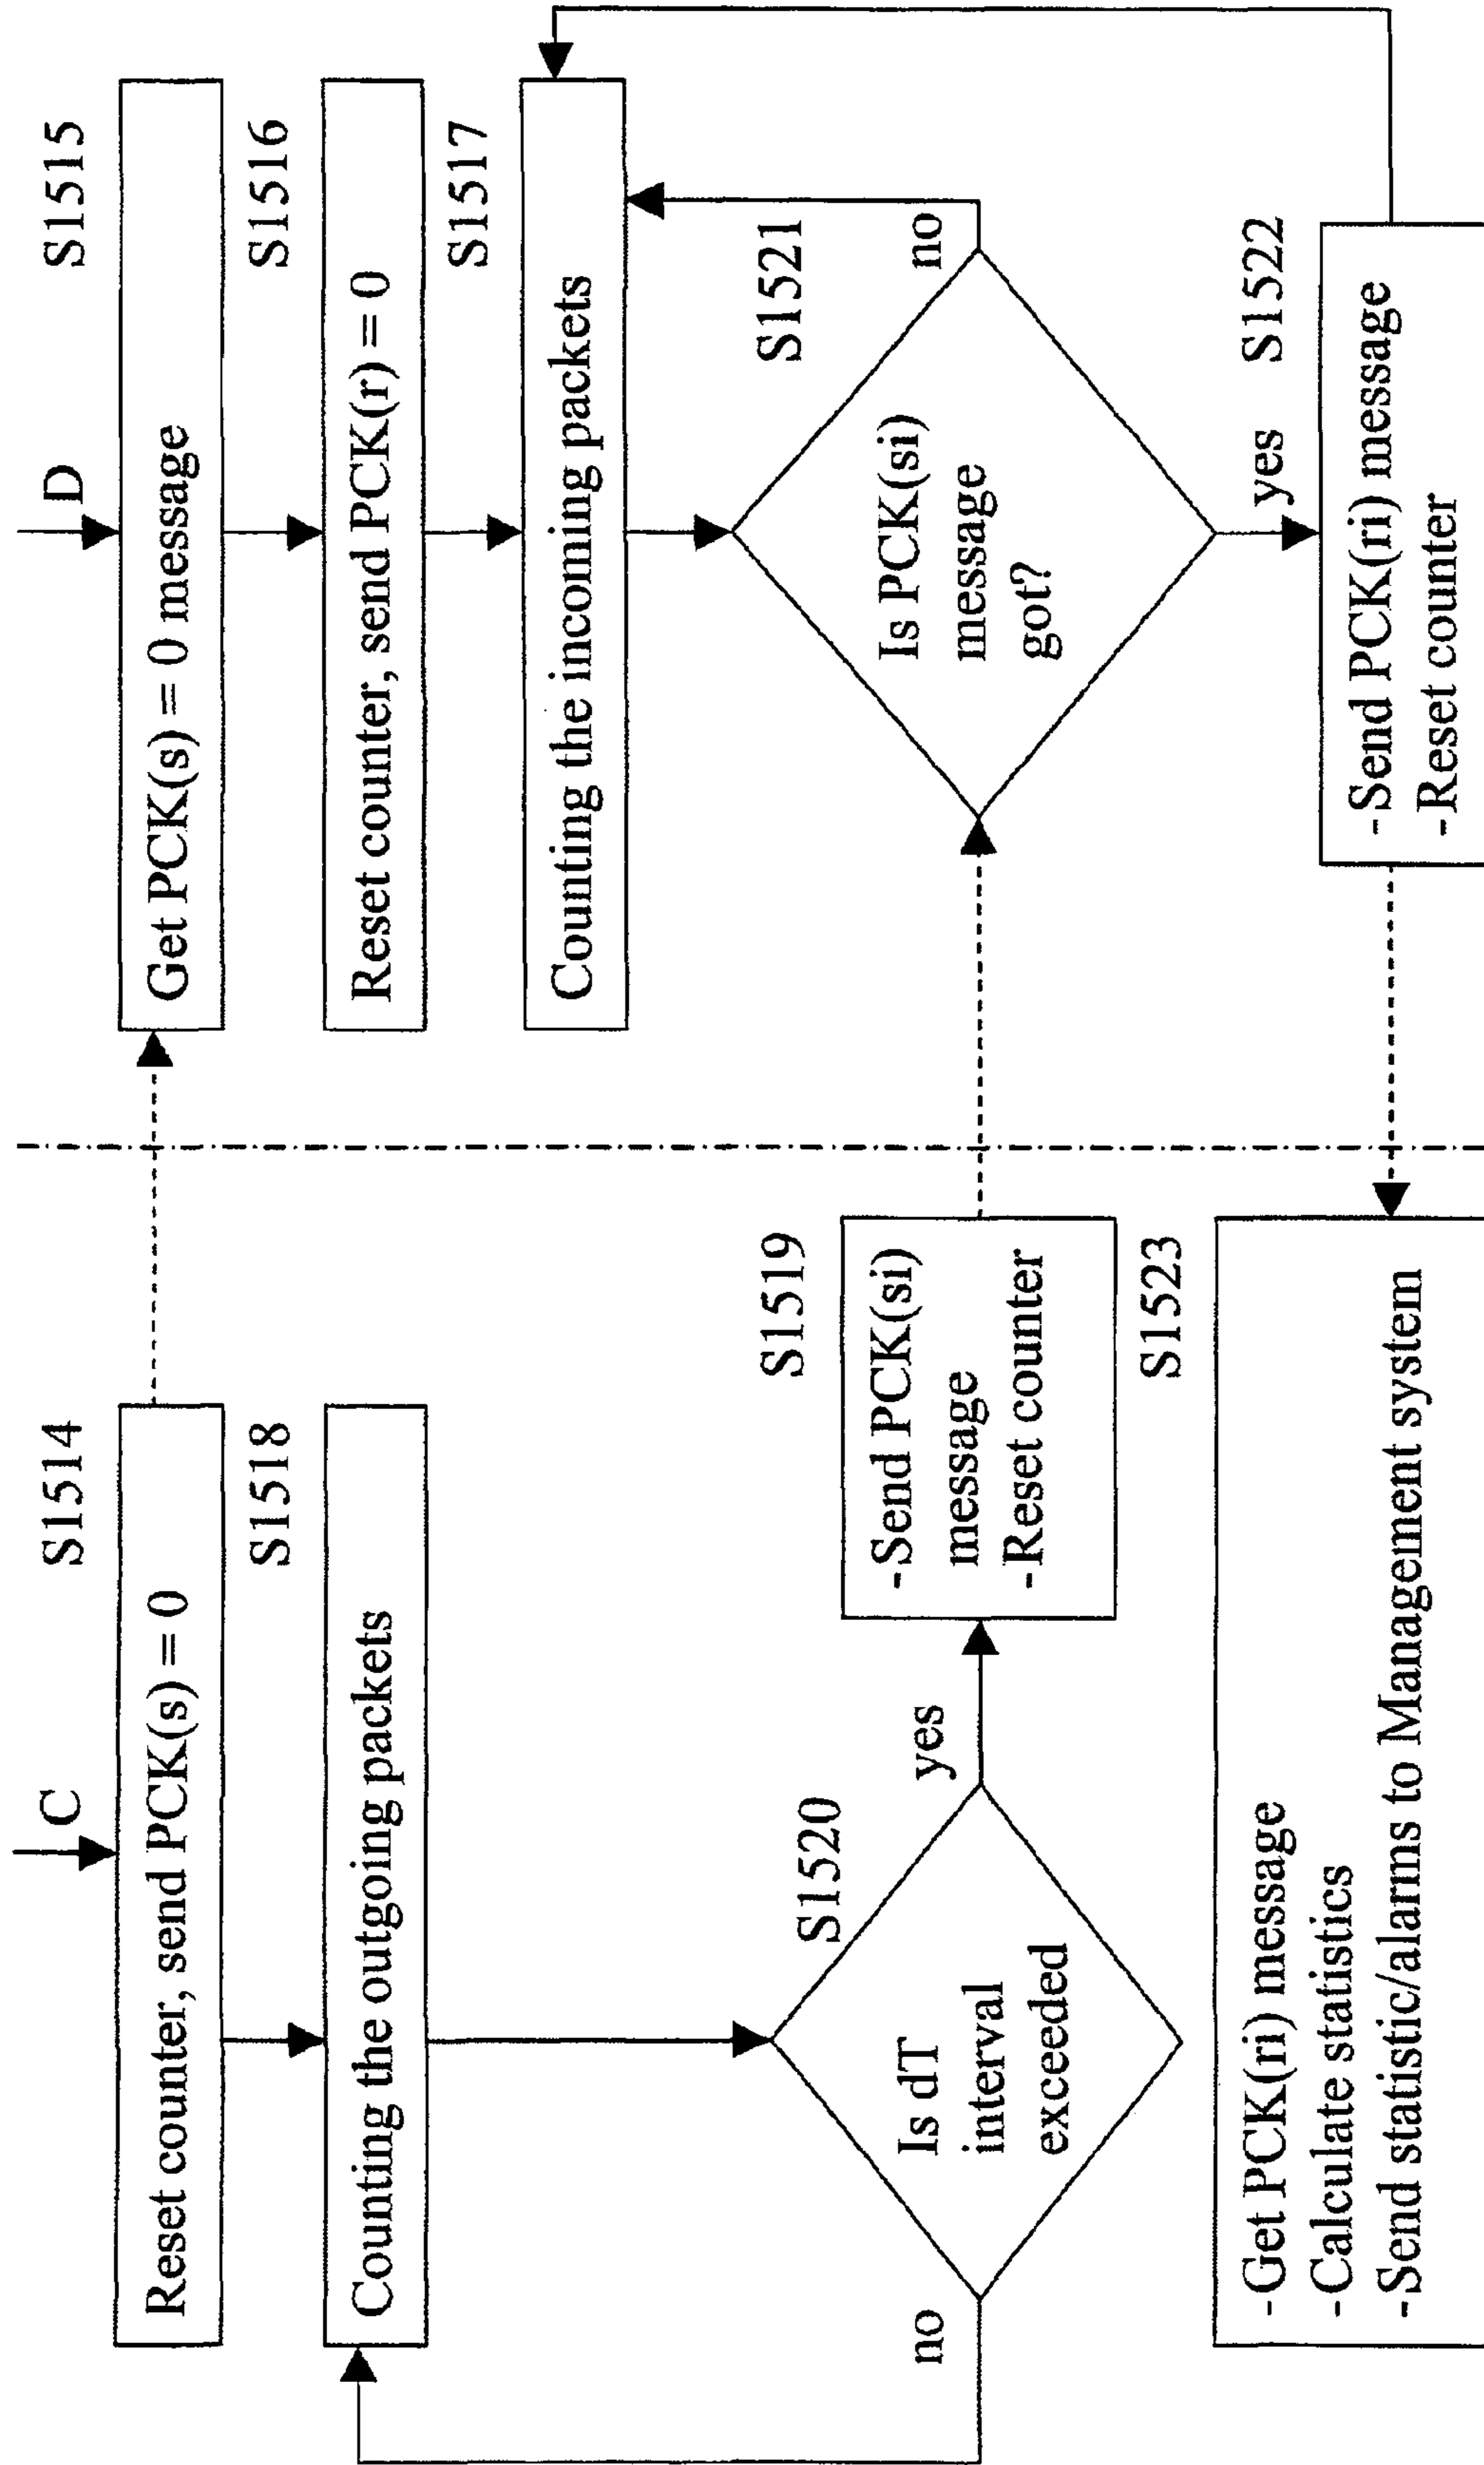 C
S1514
Reset counter, send PCK(s) = 0
S1518
Counting the outgoing packets
S1520
Is dT
interval
exceeded
no
yes
S1519
-Send PCK(si)
message
-Reset counter
S1523
-Get PCK(ri) message
-Calculate statistics
-Send statistic/alarms to Management system
D
S1515
Get PCK(s) = 0 message
S1516
Reset counter, send PCK(r) = 0
S1517
Counting the incoming packets
S1521
Is PCK(si)
message
got?
no
yes
S1522
-Send PCK(ri) message
-Reset counter